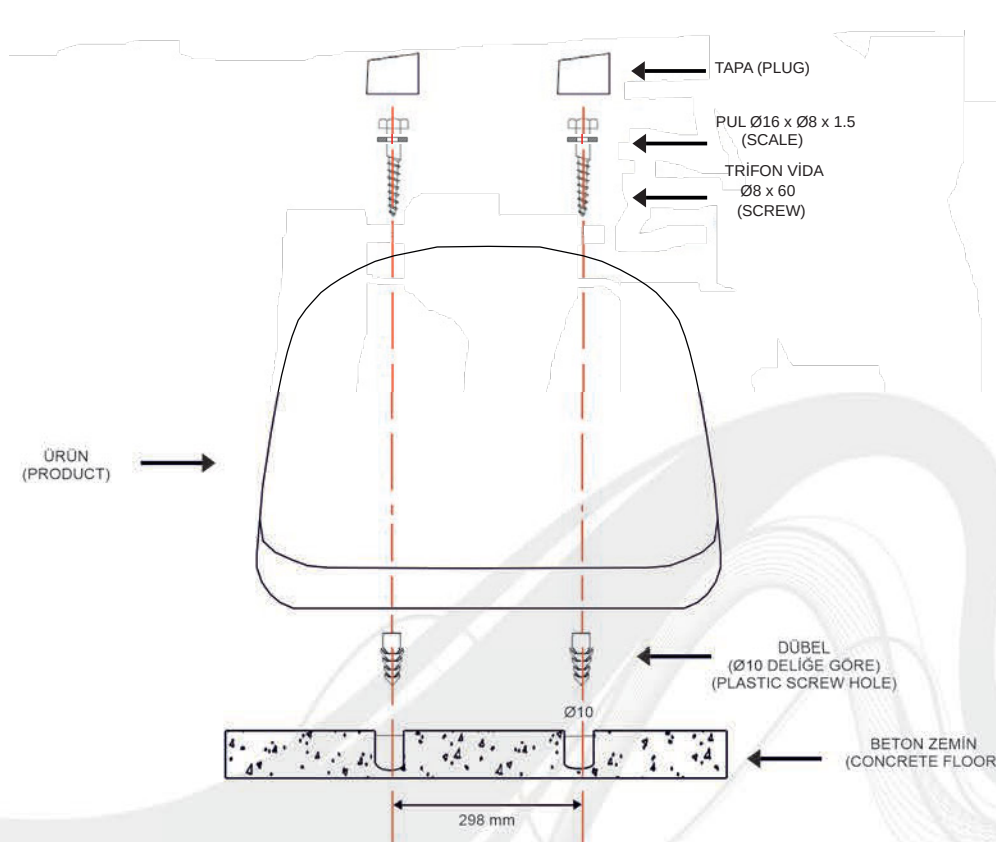 TAPA (PLUG)
PUL Ø16 x Ø8 x 1.5
(SCALE)
TRİFON VİDA
Ø8 x 60
(SCREW)
ÜRÜN
(PRODUCT)
DÜBEL
(Ø10 DELİĞE GÖRE)
(PLASTIC SCREW HOLE)
Ø10
BETON ZEMİN
(CONCRETE FLOOR
298 mm